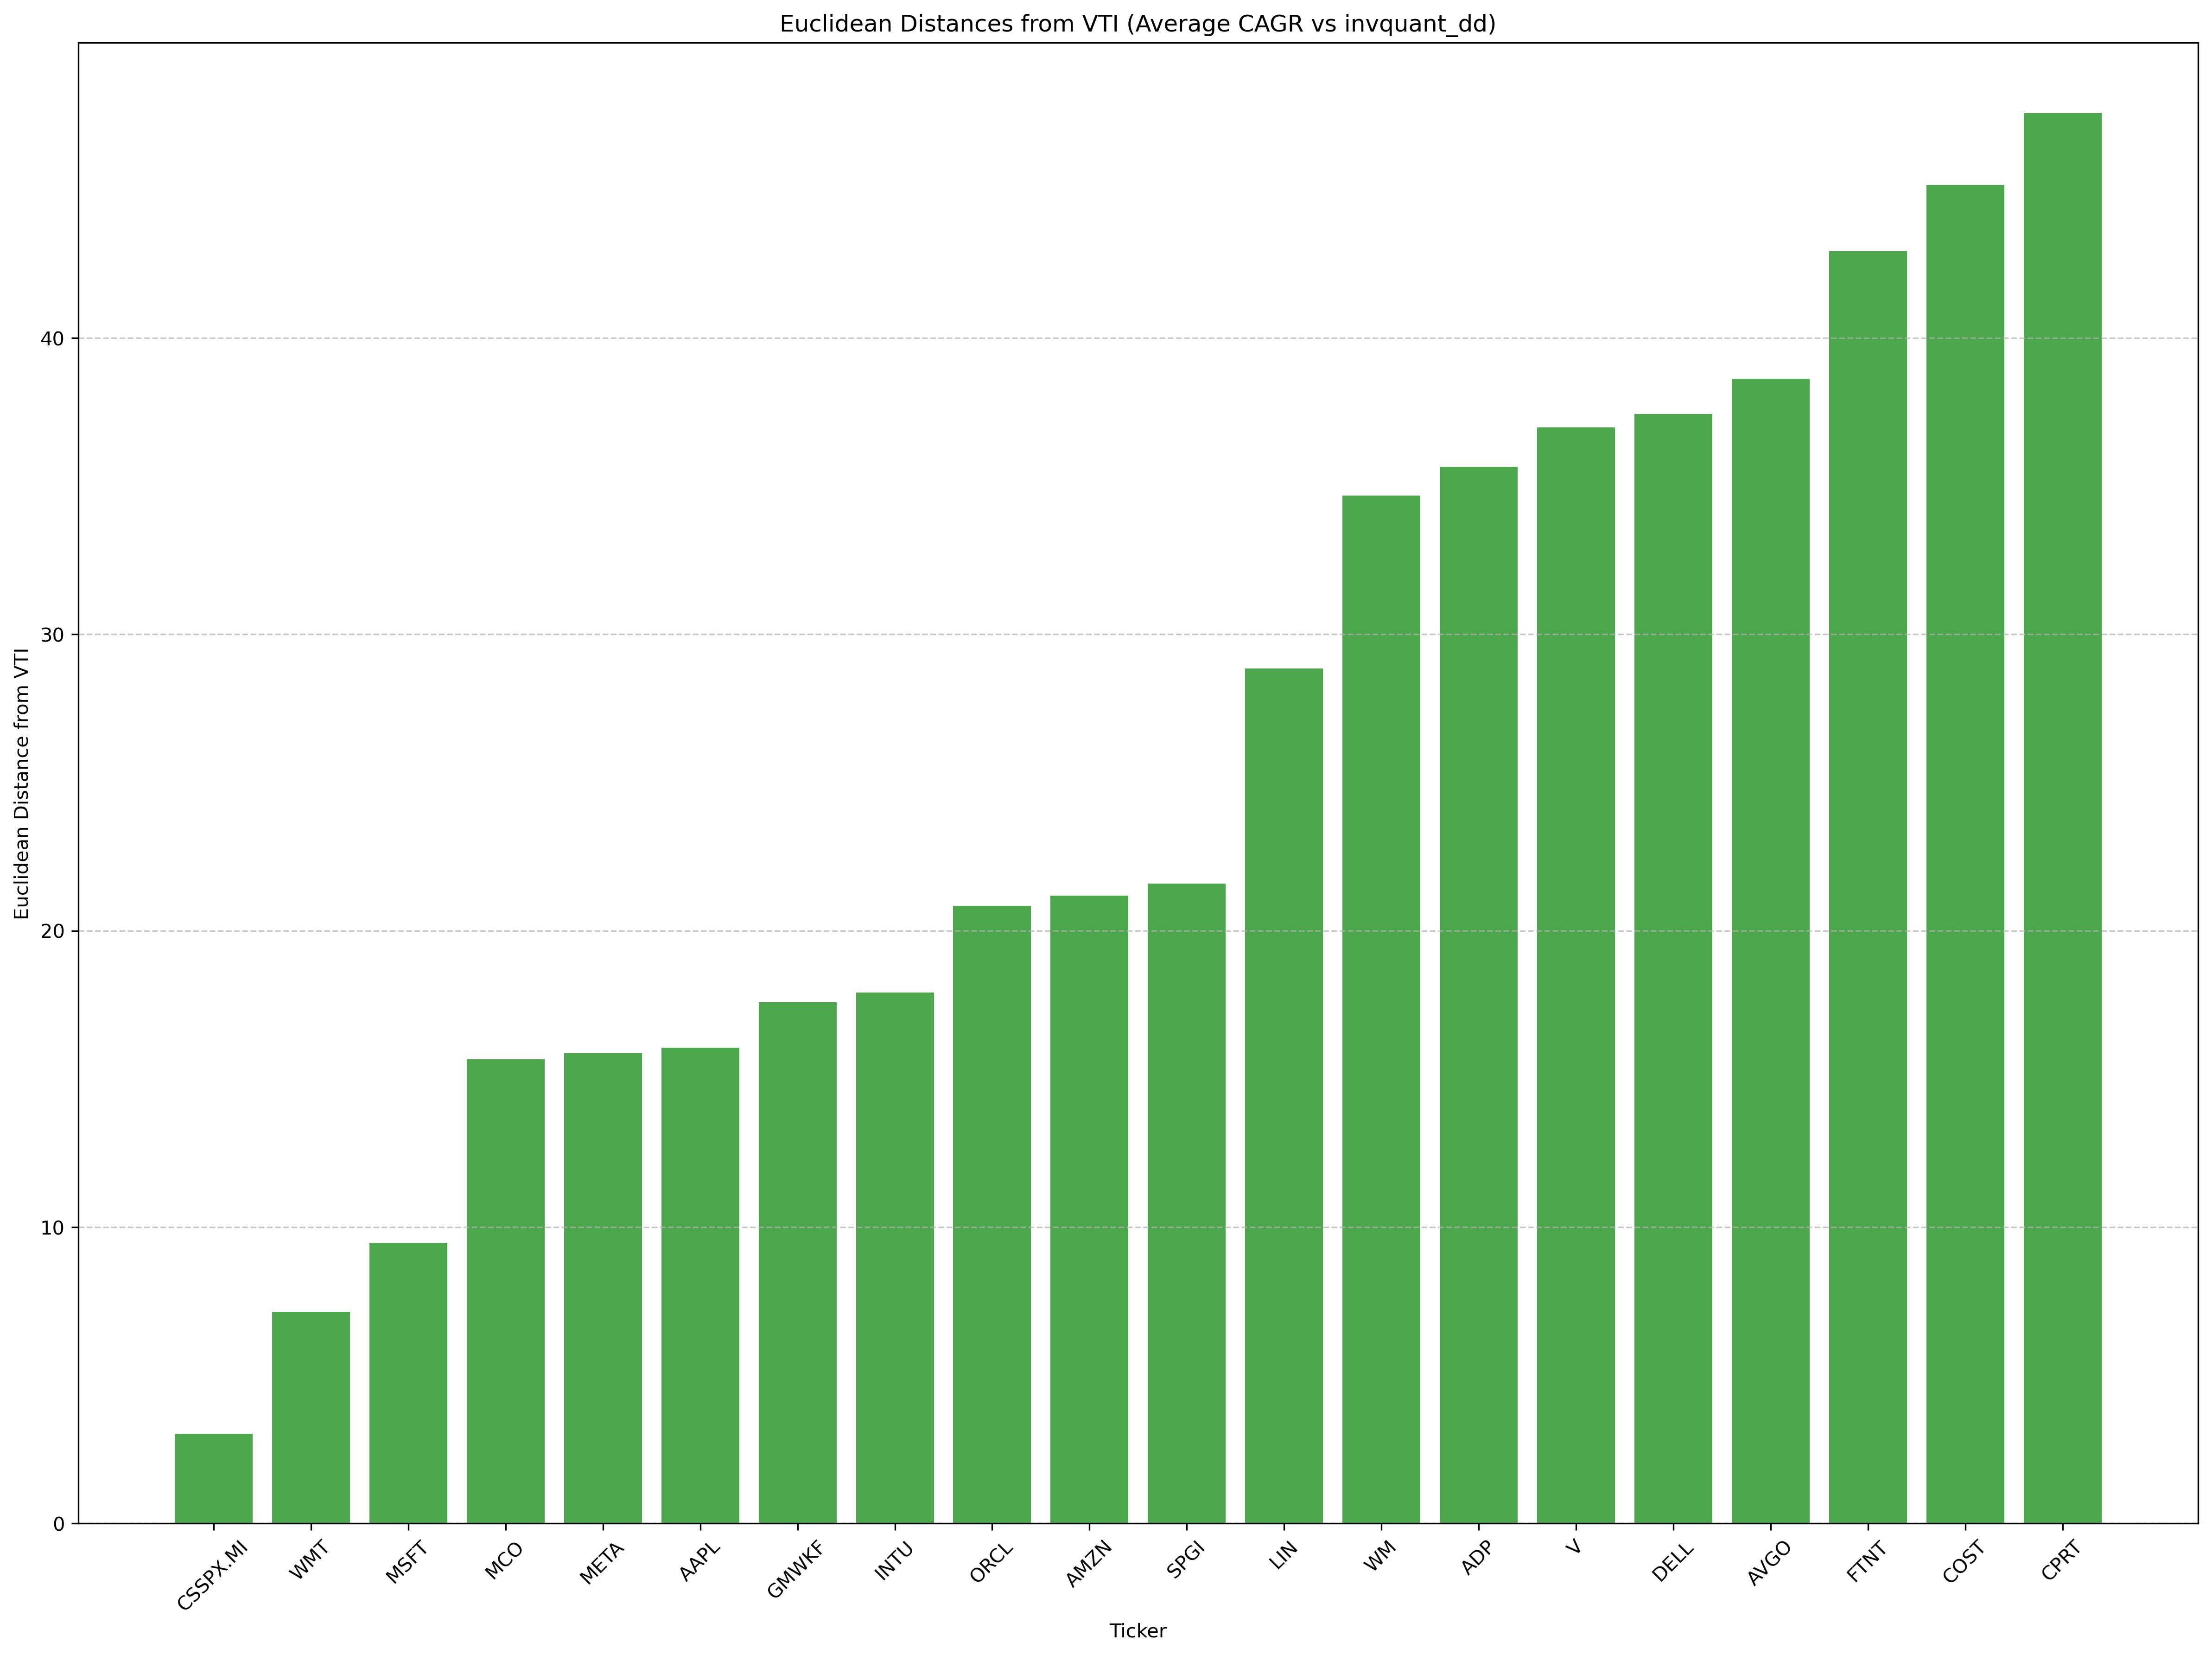 Euclidean Distances from VTI (Average CAGR vs invquant_dd)
Euclidean Distance from VTI
40
30
20
10
0
CSSPX.MI
WMT
MSFT
MCO
META
AAPL
GMWKF
INTU
ORCL
AMZN
SPGI
LIN
WM
ADP
V
DELL
AVGO
FTNT
COST
CPRT
Ticker